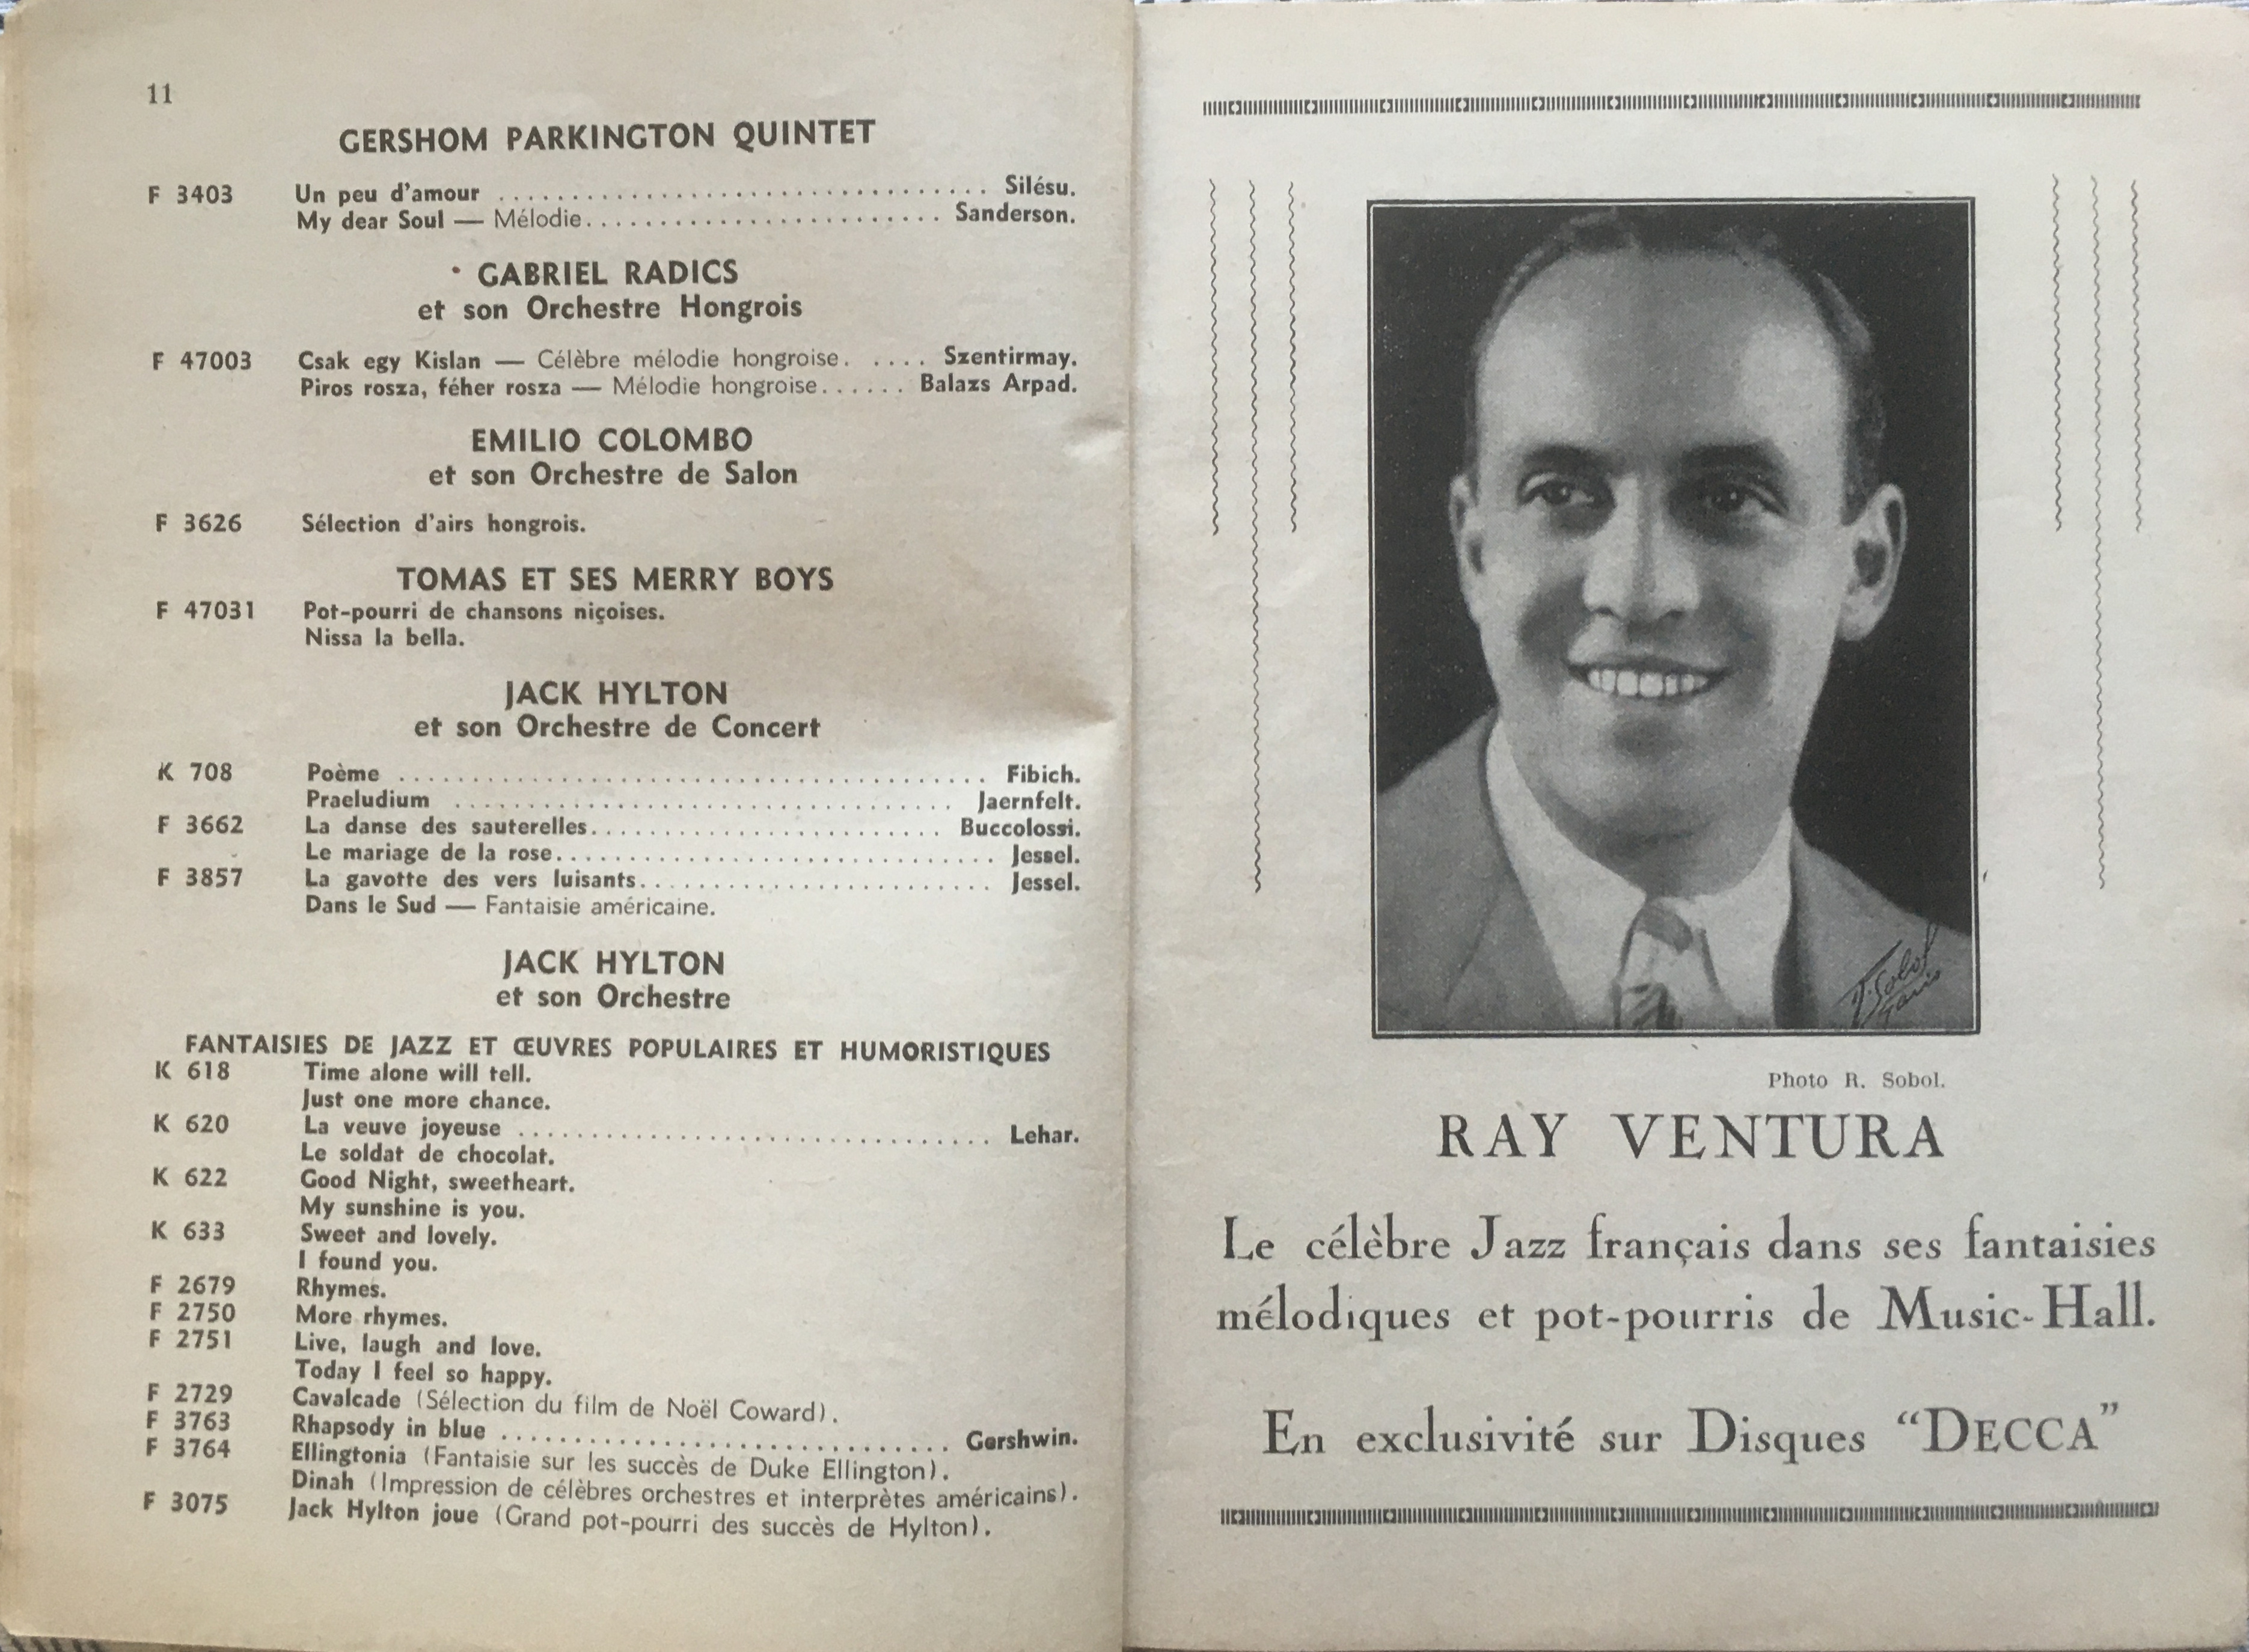 11
GERSHOM PARKINGTON QUINTET
F 3403 Un peu d'amour ................................ Silésu.
My dear Soul — Mélodie........................ Sanderson.
GABRIEL RADICS
et son Orchestre Hongrois
F 47003 Csak egy Kislan — Célèbre mélodie hongroise. .... Szentirmay.
Piros rosza, féher rosza — Mélodie hongroise...... Balazs Arpad.
EMILIO COLOMBO
et son Orchestre de Salon
F 3626 Sélection d'airs hongrois.
TOMAS ET SES MERRY BOYS
F 47031 Pot-pourri de chansons niçoises.
Nissa la bella.
JACK HYLTON
et son Orchestre de Concert
K 708 Poème ....................................... Fibich.
Praeludium .................................. Jaernfelt.
F 3662 La danse des sauterelles........................ Buccolossi.
Le mariage de la rose.............................. Jessel.
F 3857 La gavotte des vers luisants........................ Jessel.
Dans le Sud — Fantaisie américaine.
JACK HYLTON
et son Orchestre
FANTAISIES DE JAZZ ET ŒUVRES POPULAIRES ET HUMORISTIQUES
K 618 Time alone will tell.
Just one more chance.
K 620 La veuve joyeuse ................................ Lehar.
Le soldat de chocolat.
K 622 Good Night, sweetheart.
My sunshine is you.
K 633 Sweet and lovely.
I found you.
F 2679 Rhymes.
F 2750 More rhymes.
F 2751 Live, laugh and love.
Today I feel so happy.
F 2729 Cavalcade (Sélection du film de Noël Coward).
F 3763 Rhapsody in blue .............................. Gershwin.
F 3764 Ellingtonia (Fantaisie sur les succès de Duke Ellington).
Dinah (Impression de célèbres orchestres et interprètes américains).
F 3075 Jack Hylton joue (Grand pot-pourri des succès de Hylton).
R. Sobol
Paris
Photo R. Sobol.
RAY VENTURA
Le célèbre Jazz français dans ses fantaisies
mélodiques et pot-pourris de Music-Hall.
En exclusivité sur Disques “DECCA”